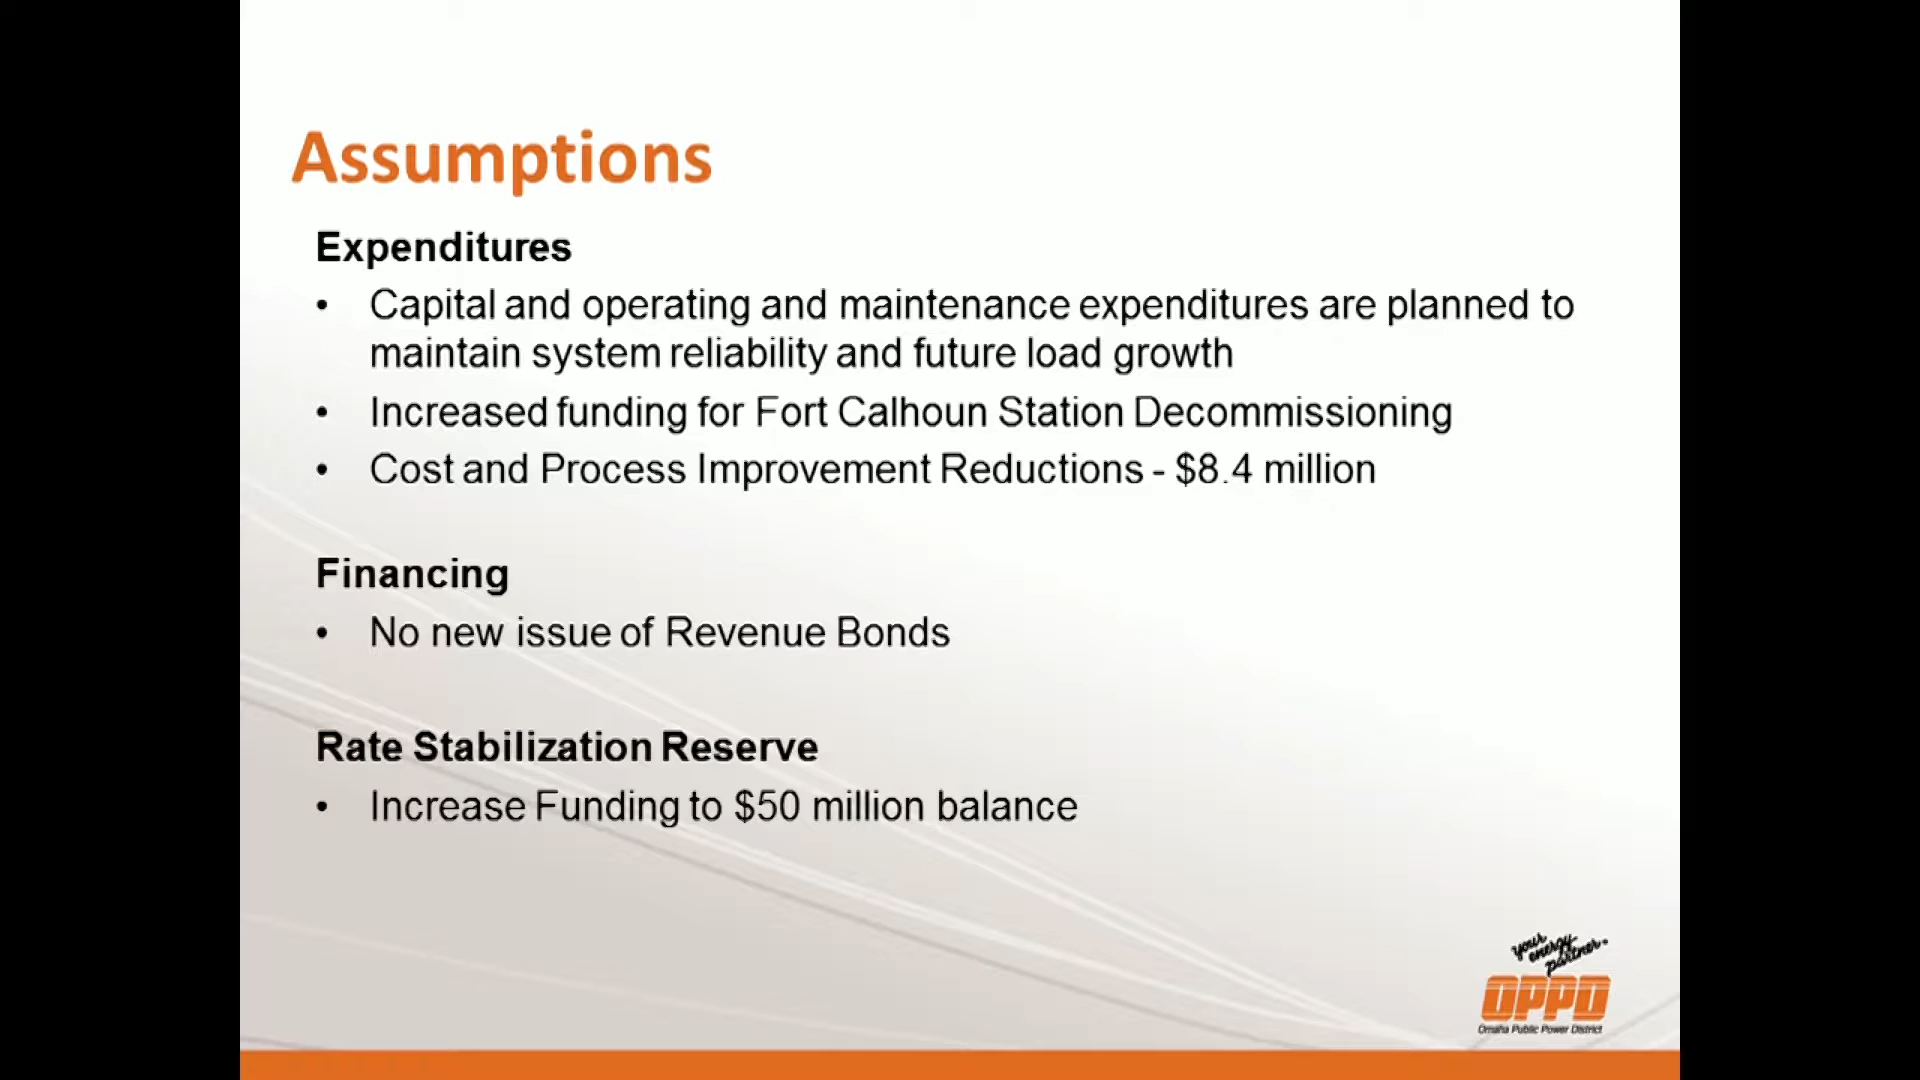 Assumptions
Expenditures
• Capital and operating and maintenance expenditures are planned to
maintain system reliability and future load growth
• Increased funding for Fort Calhoun Station Decommissioning
• Cost and Process Improvement Reductions - $8.4 million
Financing
• No new issue of Revenue Bonds
Rate Stabilization Reserve
• Increase Funding to $50 million balance
your
energy
partner.
OPPD
Omaha Public Power District